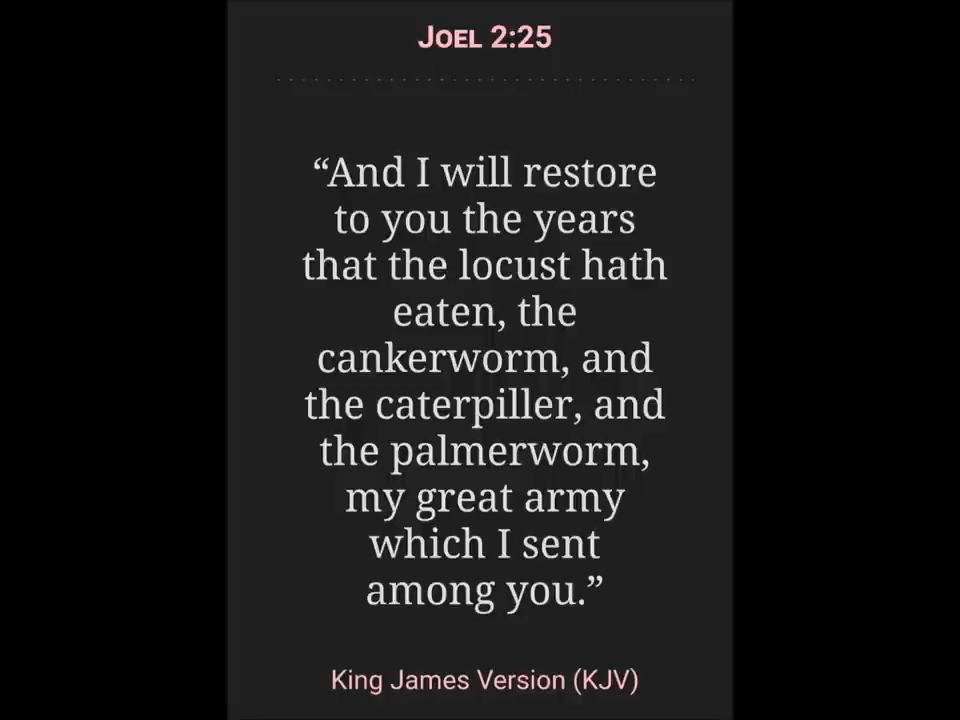 Joel 2:25
“And I will restore
to you the years
that the locust hath
eaten, the
cankerworm, and
the caterpiller, and
the palmerworm,
my great army
which I sent
among you.”
King James Version (KJV)